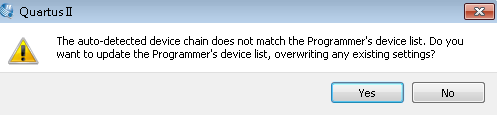 Quartus II
The auto-detected device chain does not match the Programmer's device list. Do you
want to update the Programmer's device list, overwriting any existing settings?
Yes No